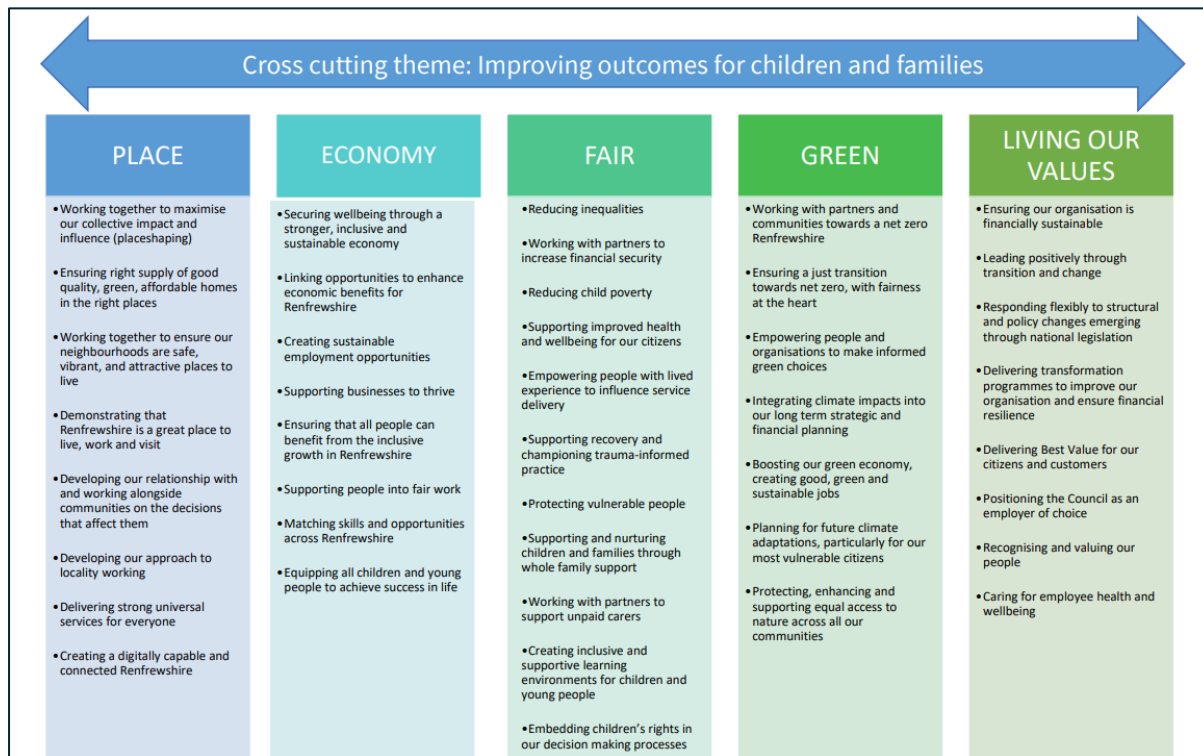 Cross cutting theme: Improving outcomes for children and families
PLACE
•Working together to maximise
our collective impact and
influence (placeshaping)
•Ensuring right supply of good
quality, green, affordable homes
in the right places
•Working together to ensure our
neighbourhoods are safe,
vibrant, and attractive places to
live
•Demonstrating that
Renfrewshire is a great place to
live, work and visit
•Developing our relationship with
and working alongside
communities on the decisions
that affect them
•Developing our approach to
locality working
•Delivering strong universal
services for everyone
•Creating a digitally capable and
connected Renfrewshire
ECONOMY
•Securing wellbeing through a
stronger, inclusive and
sustainable economy
•Linking opportunities to enhance
economic benefits for
Renfrewshire
•Creating sustainable
employment opportunities
•Supporting businesses to thrive
•Ensuring that all people can
benefit from the inclusive
growth in Renfrewshire
•Supporting people into fair work
•Matching skills and opportunities
across Renfrewshire
•Equipping all children and young
people to achieve success in life
FAIR
•Reducing inequalities
•Working with partners to
increase financial security
•Reducing child poverty
•Supporting improved health
and wellbeing for our citizens
•Empowering people with lived
experience to influence service
delivery
•Supporting recovery and
championing trauma-informed
practice
•Protecting vulnerable people
•Supporting and nurturing
children and families through
whole family support
•Working with partners to
support unpaid carers
•Creating inclusive and
supportive learning
environments for children and
young people
•Embedding children's rights in
our decision making processes
GREEN
•Working with partners and
communities towards a net zero
Renfrewshire
•Ensuring a just transition
towards net zero, with fairness
at the heart
•Empowering people and
organisations to make informed
green choices
•Integrating climate impacts into
our long term strategic and
financial planning
•Boosting our green economy,
creating good, green and
sustainable jobs
•Planning for future climate
adaptations, particularly for our
most vulnerable citizens
•Protecting, enhancing and
supporting equal access to
nature across all our
communities
LIVING OUR
VALUES
•Ensuring our organisation is
financially sustainable
•Leading positively through
transition and change
•Responding flexibly to structural
and policy changes emerging
through national legislation
•Delivering transformation
programmes to improve our
organisation and ensure financial
resilience
•Delivering Best Value for our
citizens and customers
•Positioning the Council as an
employer of choice
•Recognising and valuing our
people
•Caring for employee health and
wellbeing